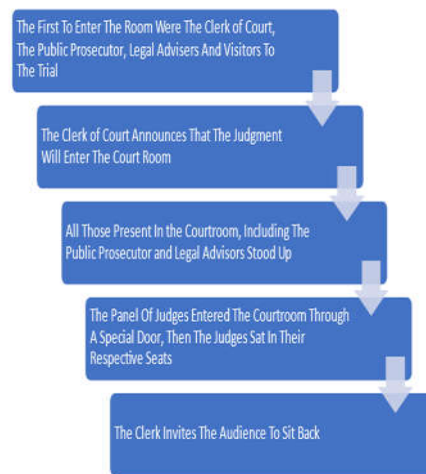 The First To Enter The Room Were The Clerk of Court,
The Public Prosecutor, Legal Advisers And Visitors To
The Trial
The Clerk of Court Announces That The Judgment
Will Enter The Court Room
All Those Present In the Courtroom, Including The
Public Prosecutor and Legal Advisors Stood Up
The Panel Of Judges Entered The Courtroom Through
A Special Door, Then The Judges Sat In Their
Respective Seats
The Clerk Invites The Audience To Sit Back